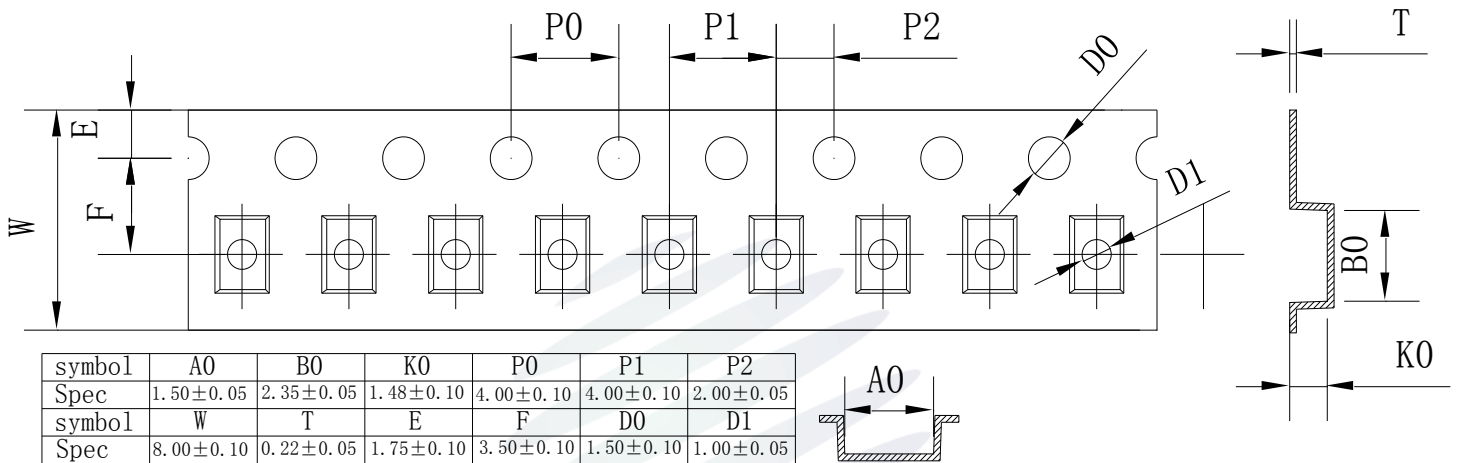 P0 P1 P2 D0 T
E
F
W
D1
B0
K0
A0
symbol A0 B0 K0 P0 P1 P2
Spec 1.50±0.05 2.35±0.05 1.48±0.10 4.00±0.10 4.00±0.10 2.00±0.05
symbol W T E F D0 D1
Spec 8.00±0.10 0.22±0.05 1.75±0.10 3.50±0.10 1.50±0.10 1.00±0.05